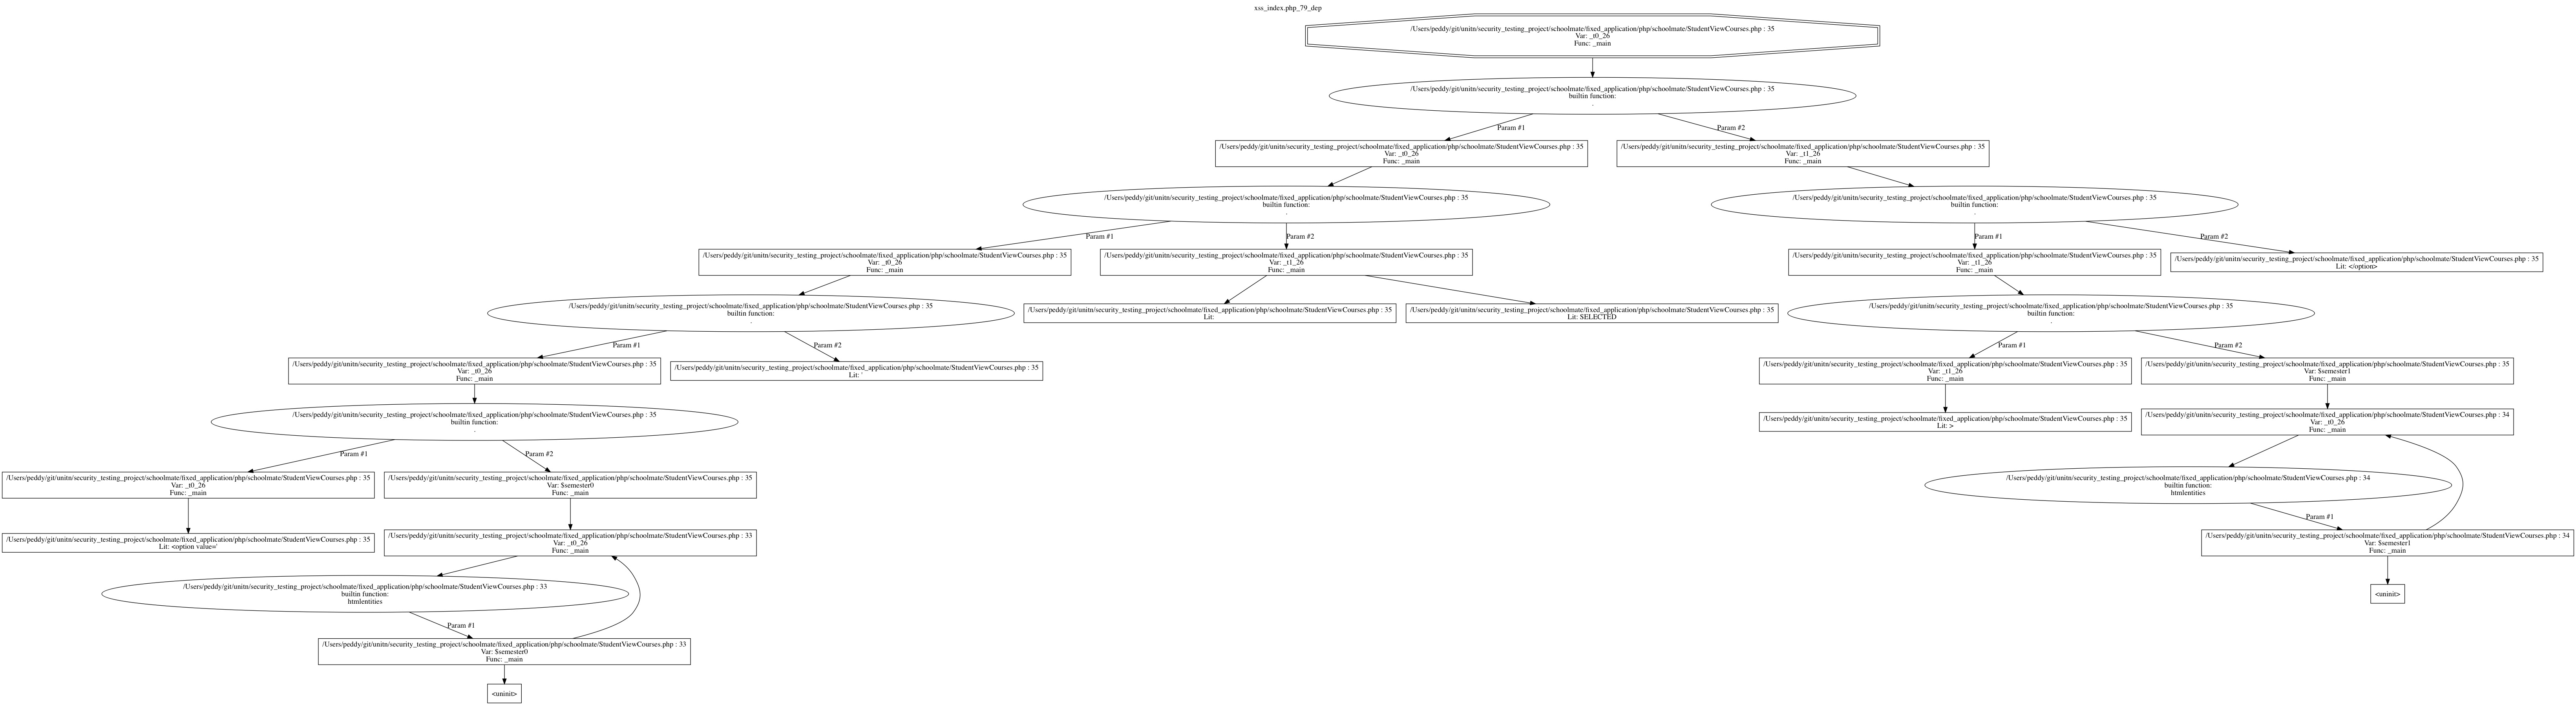 xss_index.php_79_dep
/Users/peddy/git/unitn/security_testing_project/schoolmate/fixed_application/php/schoolmate/StudentViewCourses.php : 35
Var: _t0_26
Func: _main
/Users/peddy/git/unitn/security_testing_project/schoolmate/fixed_application/php/schoolmate/StudentViewCourses.php : 35
builtin function:
.
Param #1
Param #2
/Users/peddy/git/unitn/security_testing_project/schoolmate/fixed_application/php/schoolmate/StudentViewCourses.php : 35
Var: _t0_26
Func: _main
/Users/peddy/git/unitn/security_testing_project/schoolmate/fixed_application/php/schoolmate/StudentViewCourses.php : 35
Var: _t1_26
Func: _main
/Users/peddy/git/unitn/security_testing_project/schoolmate/fixed_application/php/schoolmate/StudentViewCourses.php : 35
builtin function:
.
/Users/peddy/git/unitn/security_testing_project/schoolmate/fixed_application/php/schoolmate/StudentViewCourses.php : 35
builtin function:
.
Param #1
Param #2
Param #1
Param #2
/Users/peddy/git/unitn/security_testing_project/schoolmate/fixed_application/php/schoolmate/StudentViewCourses.php : 35
Var: _t0_26
Func: _main
/Users/peddy/git/unitn/security_testing_project/schoolmate/fixed_application/php/schoolmate/StudentViewCourses.php : 35
Var: _t1_26
Func: _main
/Users/peddy/git/unitn/security_testing_project/schoolmate/fixed_application/php/schoolmate/StudentViewCourses.php : 35
Var: _t1_26
Func: _main
/Users/peddy/git/unitn/security_testing_project/schoolmate/fixed_application/php/schoolmate/StudentViewCourses.php : 35
Lit: </option>
/Users/peddy/git/unitn/security_testing_project/schoolmate/fixed_application/php/schoolmate/StudentViewCourses.php : 35
builtin function:
.
/Users/peddy/git/unitn/security_testing_project/schoolmate/fixed_application/php/schoolmate/StudentViewCourses.php : 35
Lit:
/Users/peddy/git/unitn/security_testing_project/schoolmate/fixed_application/php/schoolmate/StudentViewCourses.php : 35
Lit: SELECTED
/Users/peddy/git/unitn/security_testing_project/schoolmate/fixed_application/php/schoolmate/StudentViewCourses.php : 35
builtin function:
.
Param #1
Param #2
Param #1
Param #2
/Users/peddy/git/unitn/security_testing_project/schoolmate/fixed_application/php/schoolmate/StudentViewCourses.php : 35
Var: _t0_26
Func: _main
/Users/peddy/git/unitn/security_testing_project/schoolmate/fixed_application/php/schoolmate/StudentViewCourses.php : 35
Lit: '
/Users/peddy/git/unitn/security_testing_project/schoolmate/fixed_application/php/schoolmate/StudentViewCourses.php : 35
Var: _t1_26
Func: _main
/Users/peddy/git/unitn/security_testing_project/schoolmate/fixed_application/php/schoolmate/StudentViewCourses.php : 35
Var: $semester1
Func: _main
/Users/peddy/git/unitn/security_testing_project/schoolmate/fixed_application/php/schoolmate/StudentViewCourses.php : 35
builtin function:
.
/Users/peddy/git/unitn/security_testing_project/schoolmate/fixed_application/php/schoolmate/StudentViewCourses.php : 35
Lit: >
/Users/peddy/git/unitn/security_testing_project/schoolmate/fixed_application/php/schoolmate/StudentViewCourses.php : 34
Var: _t0_26
Func: _main
Param #1
Param #2
/Users/peddy/git/unitn/security_testing_project/schoolmate/fixed_application/php/schoolmate/StudentViewCourses.php : 35
Var: _t0_26
Func: _main
/Users/peddy/git/unitn/security_testing_project/schoolmate/fixed_application/php/schoolmate/StudentViewCourses.php : 35
Var: $semester0
Func: _main
/Users/peddy/git/unitn/security_testing_project/schoolmate/fixed_application/php/schoolmate/StudentViewCourses.php : 34
builtin function:
htmlentities
Param #1
/Users/peddy/git/unitn/security_testing_project/schoolmate/fixed_application/php/schoolmate/StudentViewCourses.php : 35
Lit: <option value='
/Users/peddy/git/unitn/security_testing_project/schoolmate/fixed_application/php/schoolmate/StudentViewCourses.php : 33
Var: _t0_26
Func: _main
/Users/peddy/git/unitn/security_testing_project/schoolmate/fixed_application/php/schoolmate/StudentViewCourses.php : 34
Var: $semester1
Func: _main
/Users/peddy/git/unitn/security_testing_project/schoolmate/fixed_application/php/schoolmate/StudentViewCourses.php : 33
builtin function:
htmlentities
<uninit>
Param #1
/Users/peddy/git/unitn/security_testing_project/schoolmate/fixed_application/php/schoolmate/StudentViewCourses.php : 33
Var: $semester0
Func: _main
<uninit>